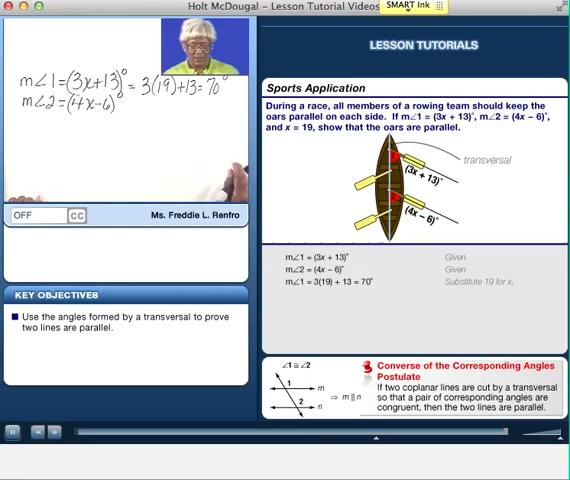 Holt McDougal - Lesson Tutorial Videos
SMART Ink
m∠1=(3x+13)° = 3(19)+13=70°
m∠2=(4x-6)°
OFF
CC
Ms. Freddie L. Renfro
KEY OBJECTIVES
Use the angles formed by a transversal to prove
two lines are parallel.
LESSON TUTORIALS
Sports Application
During a race, all members of a rowing team should keep the
oars parallel on each side. If m∠1 = (3x + 13)°, m∠2 = (4x − 6)°,
and x = 19, show that the oars are parallel.
transversal
(3x + 13)°
(4x − 6)°
m∠1 = (3x + 13)° Given
m∠2 = (4x − 6)° Given
m∠1 = 3(19) + 13 = 70° Substitute 19 for x.
∠1 ≅ ∠2
1
m
2
n
⇒ m || n
Converse of the Corresponding Angles
Postulate
If two coplanar lines are cut by a transversal
so that a pair of corresponding angles are
congruent, then the two lines are parallel.